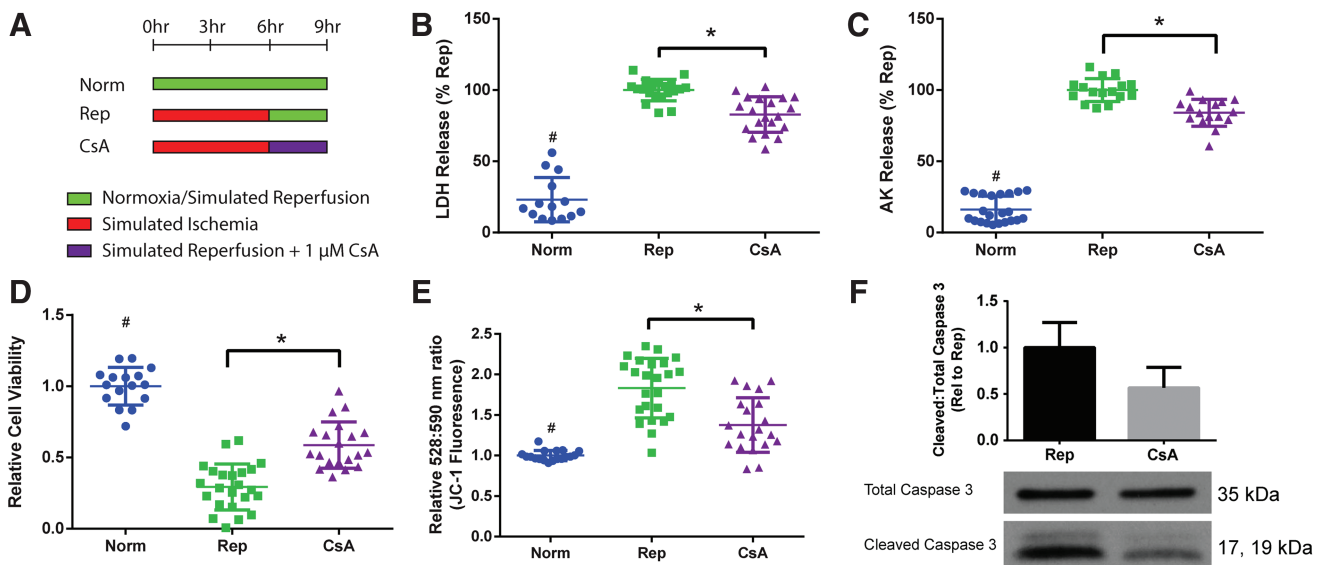 A
0hr 3hr 6hr 9hr
Norm
Rep
CsA
Normoxia/Simulated Reperfusion
Simulated Ischemia
Simulated Reperfusion + 1 μM CsA
B
LDH Release (% Rep)
150
100
50
0
#
*
Norm Rep CsA
C
AK Release (% Rep)
150
100
50
0
#
*
Norm Rep CsA
D
Relative Cell Viability
1.5
1.0
0.5
0.0
#
*
Norm Rep CsA
E
Relative 528:590 nm ratio
(JC-1 Fluoresence)
2.5
2.0
1.5
1.0
0.5
0.0
#
*
Norm Rep CsA
F
Cleaved:Total Caspase 3
(Rel to Rep)
1.5
1.0
0.5
0.0
Rep CsA
Total Caspase 3 35 kDa
Cleaved Caspase 3 17, 19 kDa